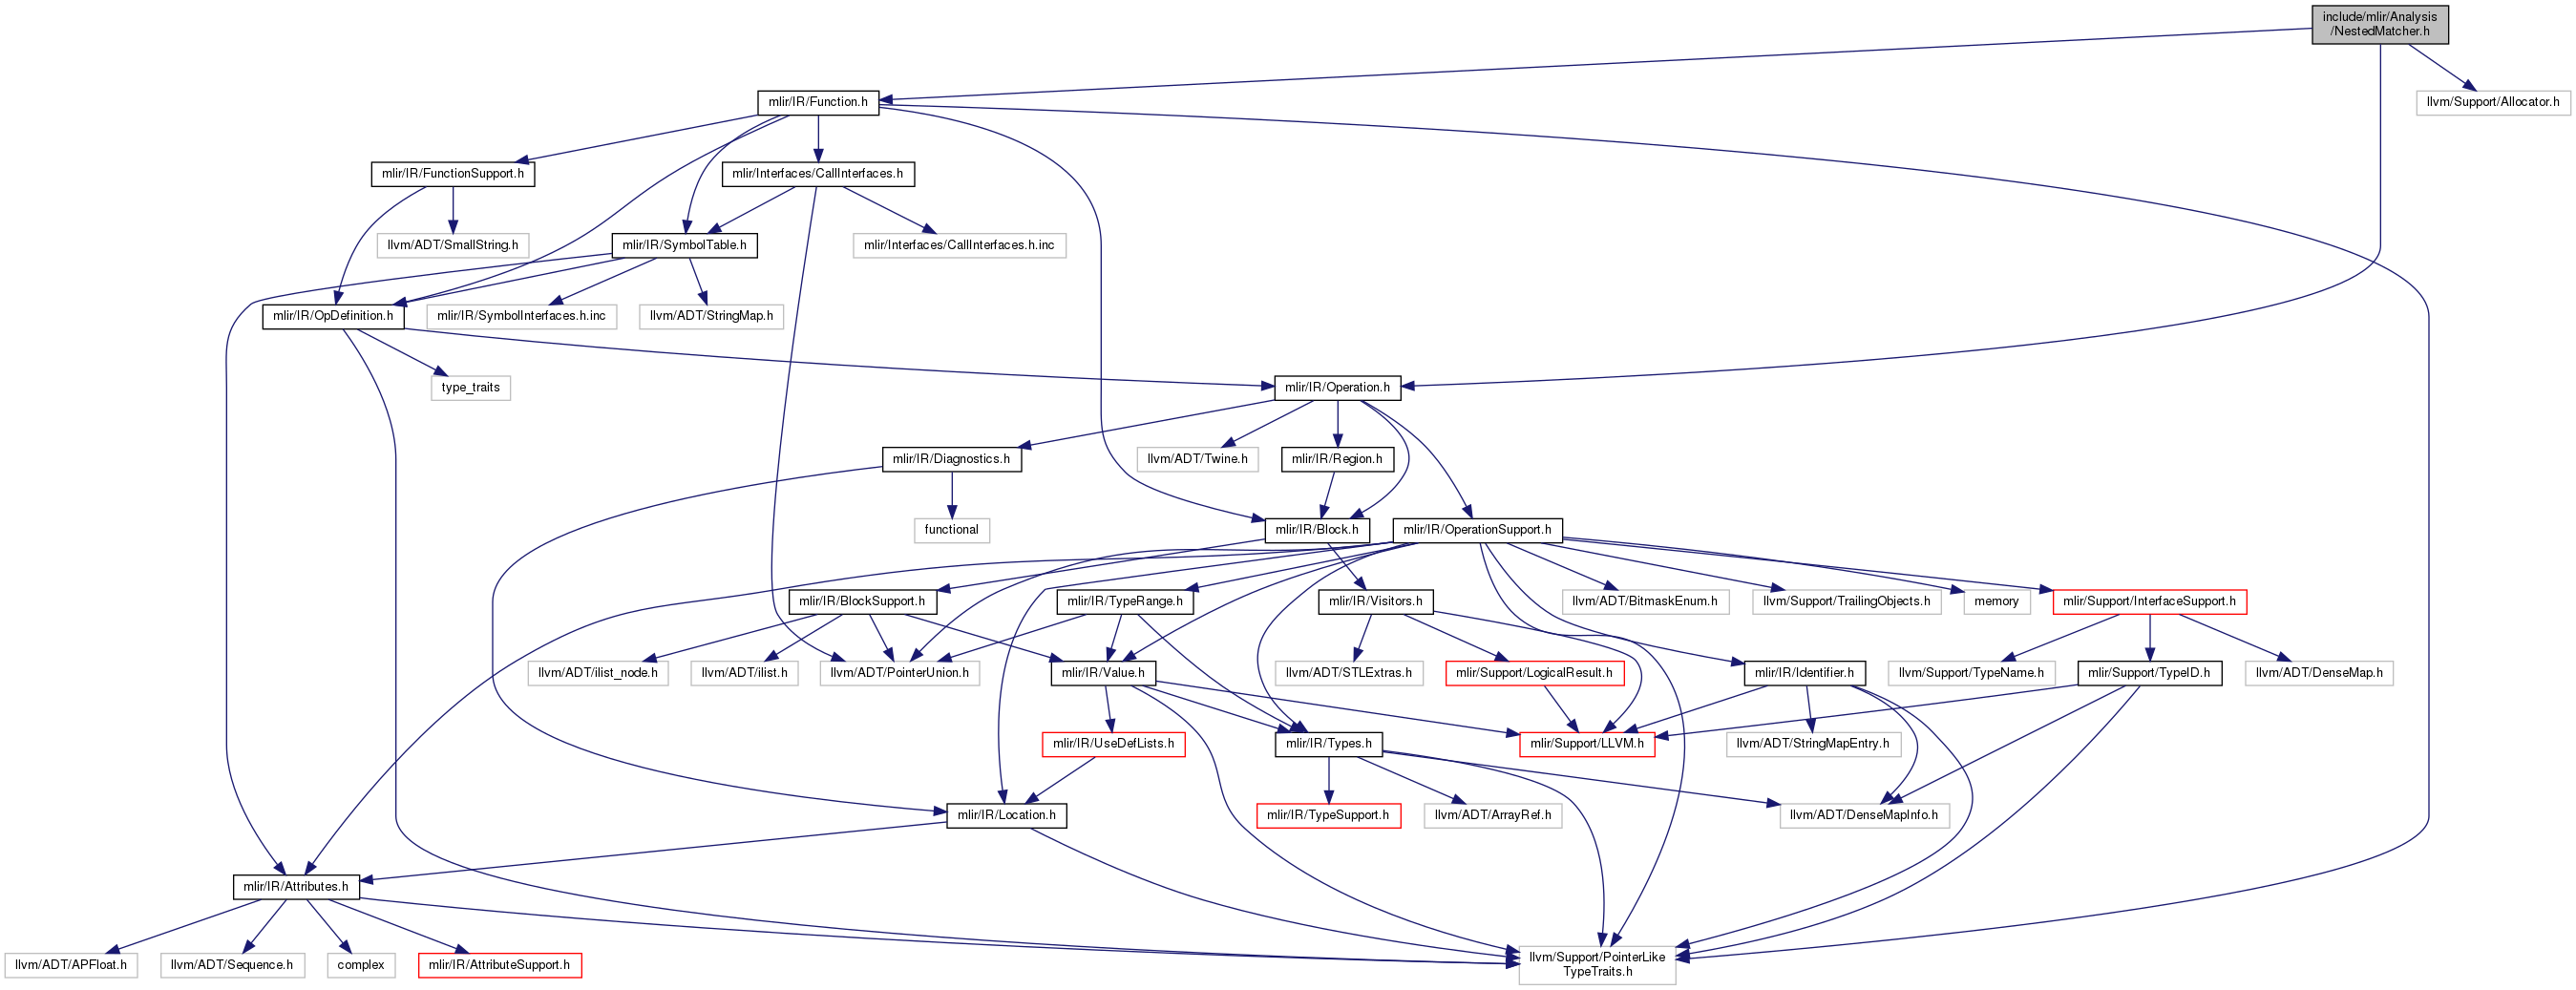 include/mlir/Analysis
/NestedMatcher.h
mlir/IR/Function.h
llvm/Support/Allocator.h
mlir/IR/FunctionSupport.h
mlir/Interfaces/CallInterfaces.h
llvm/ADT/SmallString.h
mlir/IR/SymbolTable.h
mlir/Interfaces/CallInterfaces.h.inc
mlir/IR/OpDefinition.h
mlir/IR/SymbolInterfaces.h.inc
llvm/ADT/StringMap.h
type_traits
mlir/IR/Operation.h
mlir/IR/Diagnostics.h
llvm/ADT/Twine.h
mlir/IR/Region.h
functional
mlir/IR/Block.h
mlir/IR/OperationSupport.h
mlir/IR/BlockSupport.h
mlir/IR/TypeRange.h
mlir/IR/Visitors.h
llvm/ADT/BitmaskEnum.h
llvm/Support/TrailingObjects.h
memory
mlir/Support/InterfaceSupport.h
llvm/ADT/ilist_node.h
llvm/ADT/ilist.h
llvm/ADT/PointerUnion.h
mlir/IR/Value.h
llvm/ADT/STLExtras.h
mlir/Support/LogicalResult.h
mlir/IR/Identifier.h
llvm/Support/TypeName.h
mlir/Support/TypeID.h
llvm/ADT/DenseMap.h
mlir/IR/UseDefLists.h
mlir/IR/Types.h
mlir/Support/LLVM.h
llvm/ADT/StringMapEntry.h
mlir/IR/Location.h
mlir/IR/TypeSupport.h
llvm/ADT/ArrayRef.h
llvm/ADT/DenseMapInfo.h
mlir/IR/Attributes.h
llvm/ADT/APFloat.h
llvm/ADT/Sequence.h
complex
mlir/IR/AttributeSupport.h
llvm/Support/PointerLike
TypeTraits.h